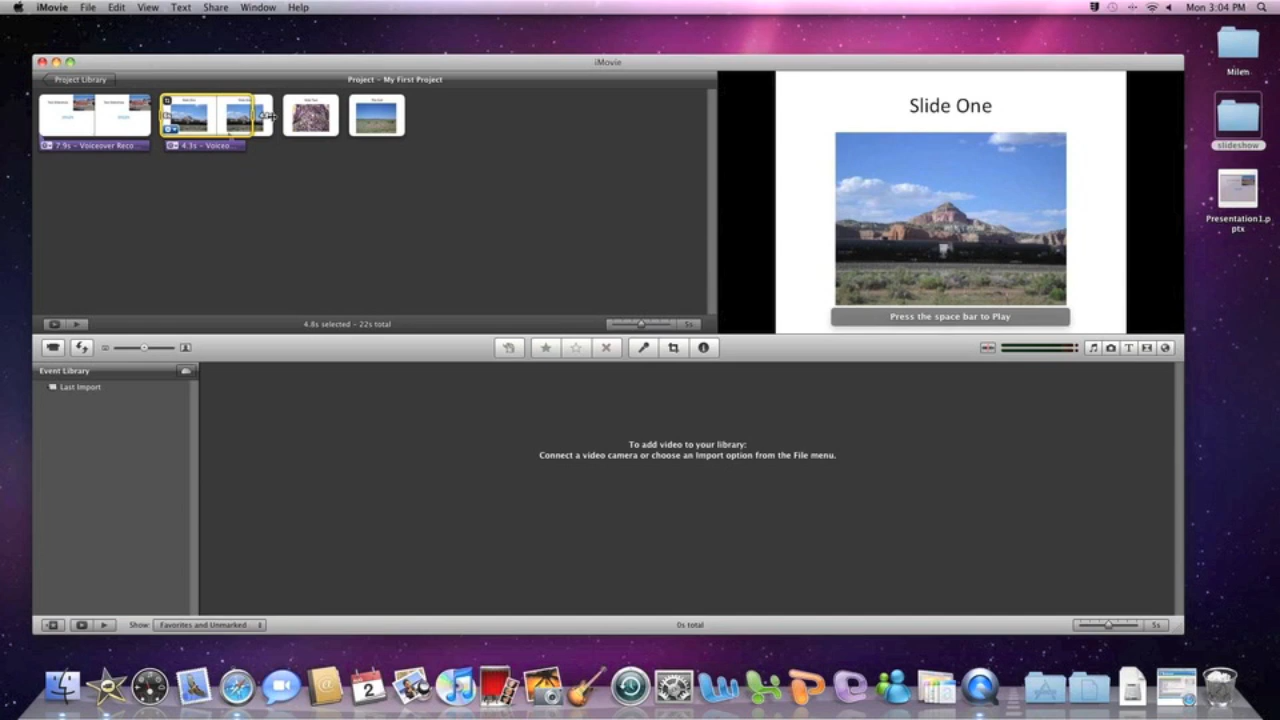 iMovie File Edit View Text Share Window Help
Mon 3:04 PM
iMovie
Project Library
Project - My First Project
7.9s - Voiceover Reco...
4.3s - Voiceo...
4.8s selected - 22s total
5s
Slide One
Press the space bar to Play
Milen
slideshow
Presentation1.p
ptx
Event Library
Last Import
To add video to your library:
Connect a video camera or choose an Import option from the File menu.
Show: Favorites and Unmarked
0s total
5s
2